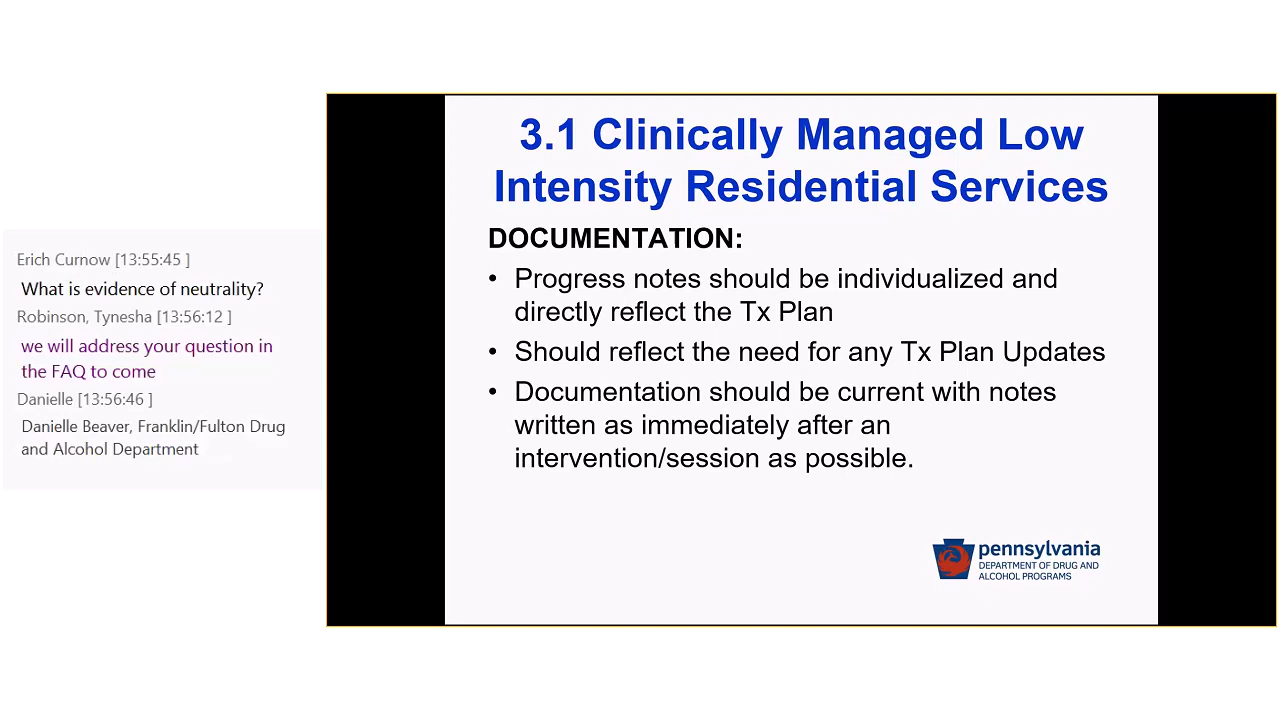 Erich Curnow [13:55:45 ]
What is evidence of neutrality?
Robinson, Tynesha [13:56:12 ]
we will address your question in
the FAQ to come
Danielle [13:56:46 ]
Danielle Beaver, Franklin/Fulton Drug
and Alcohol Department
3.1 Clinically Managed Low
Intensity Residential Services
DOCUMENTATION:
• Progress notes should be individualized and
directly reflect the Tx Plan
• Should reflect the need for any Tx Plan Updates
• Documentation should be current with notes
written as immediately after an
intervention/session as possible.
pennsylvania
DEPARTMENT OF DRUG AND
ALCOHOL PROGRAMS